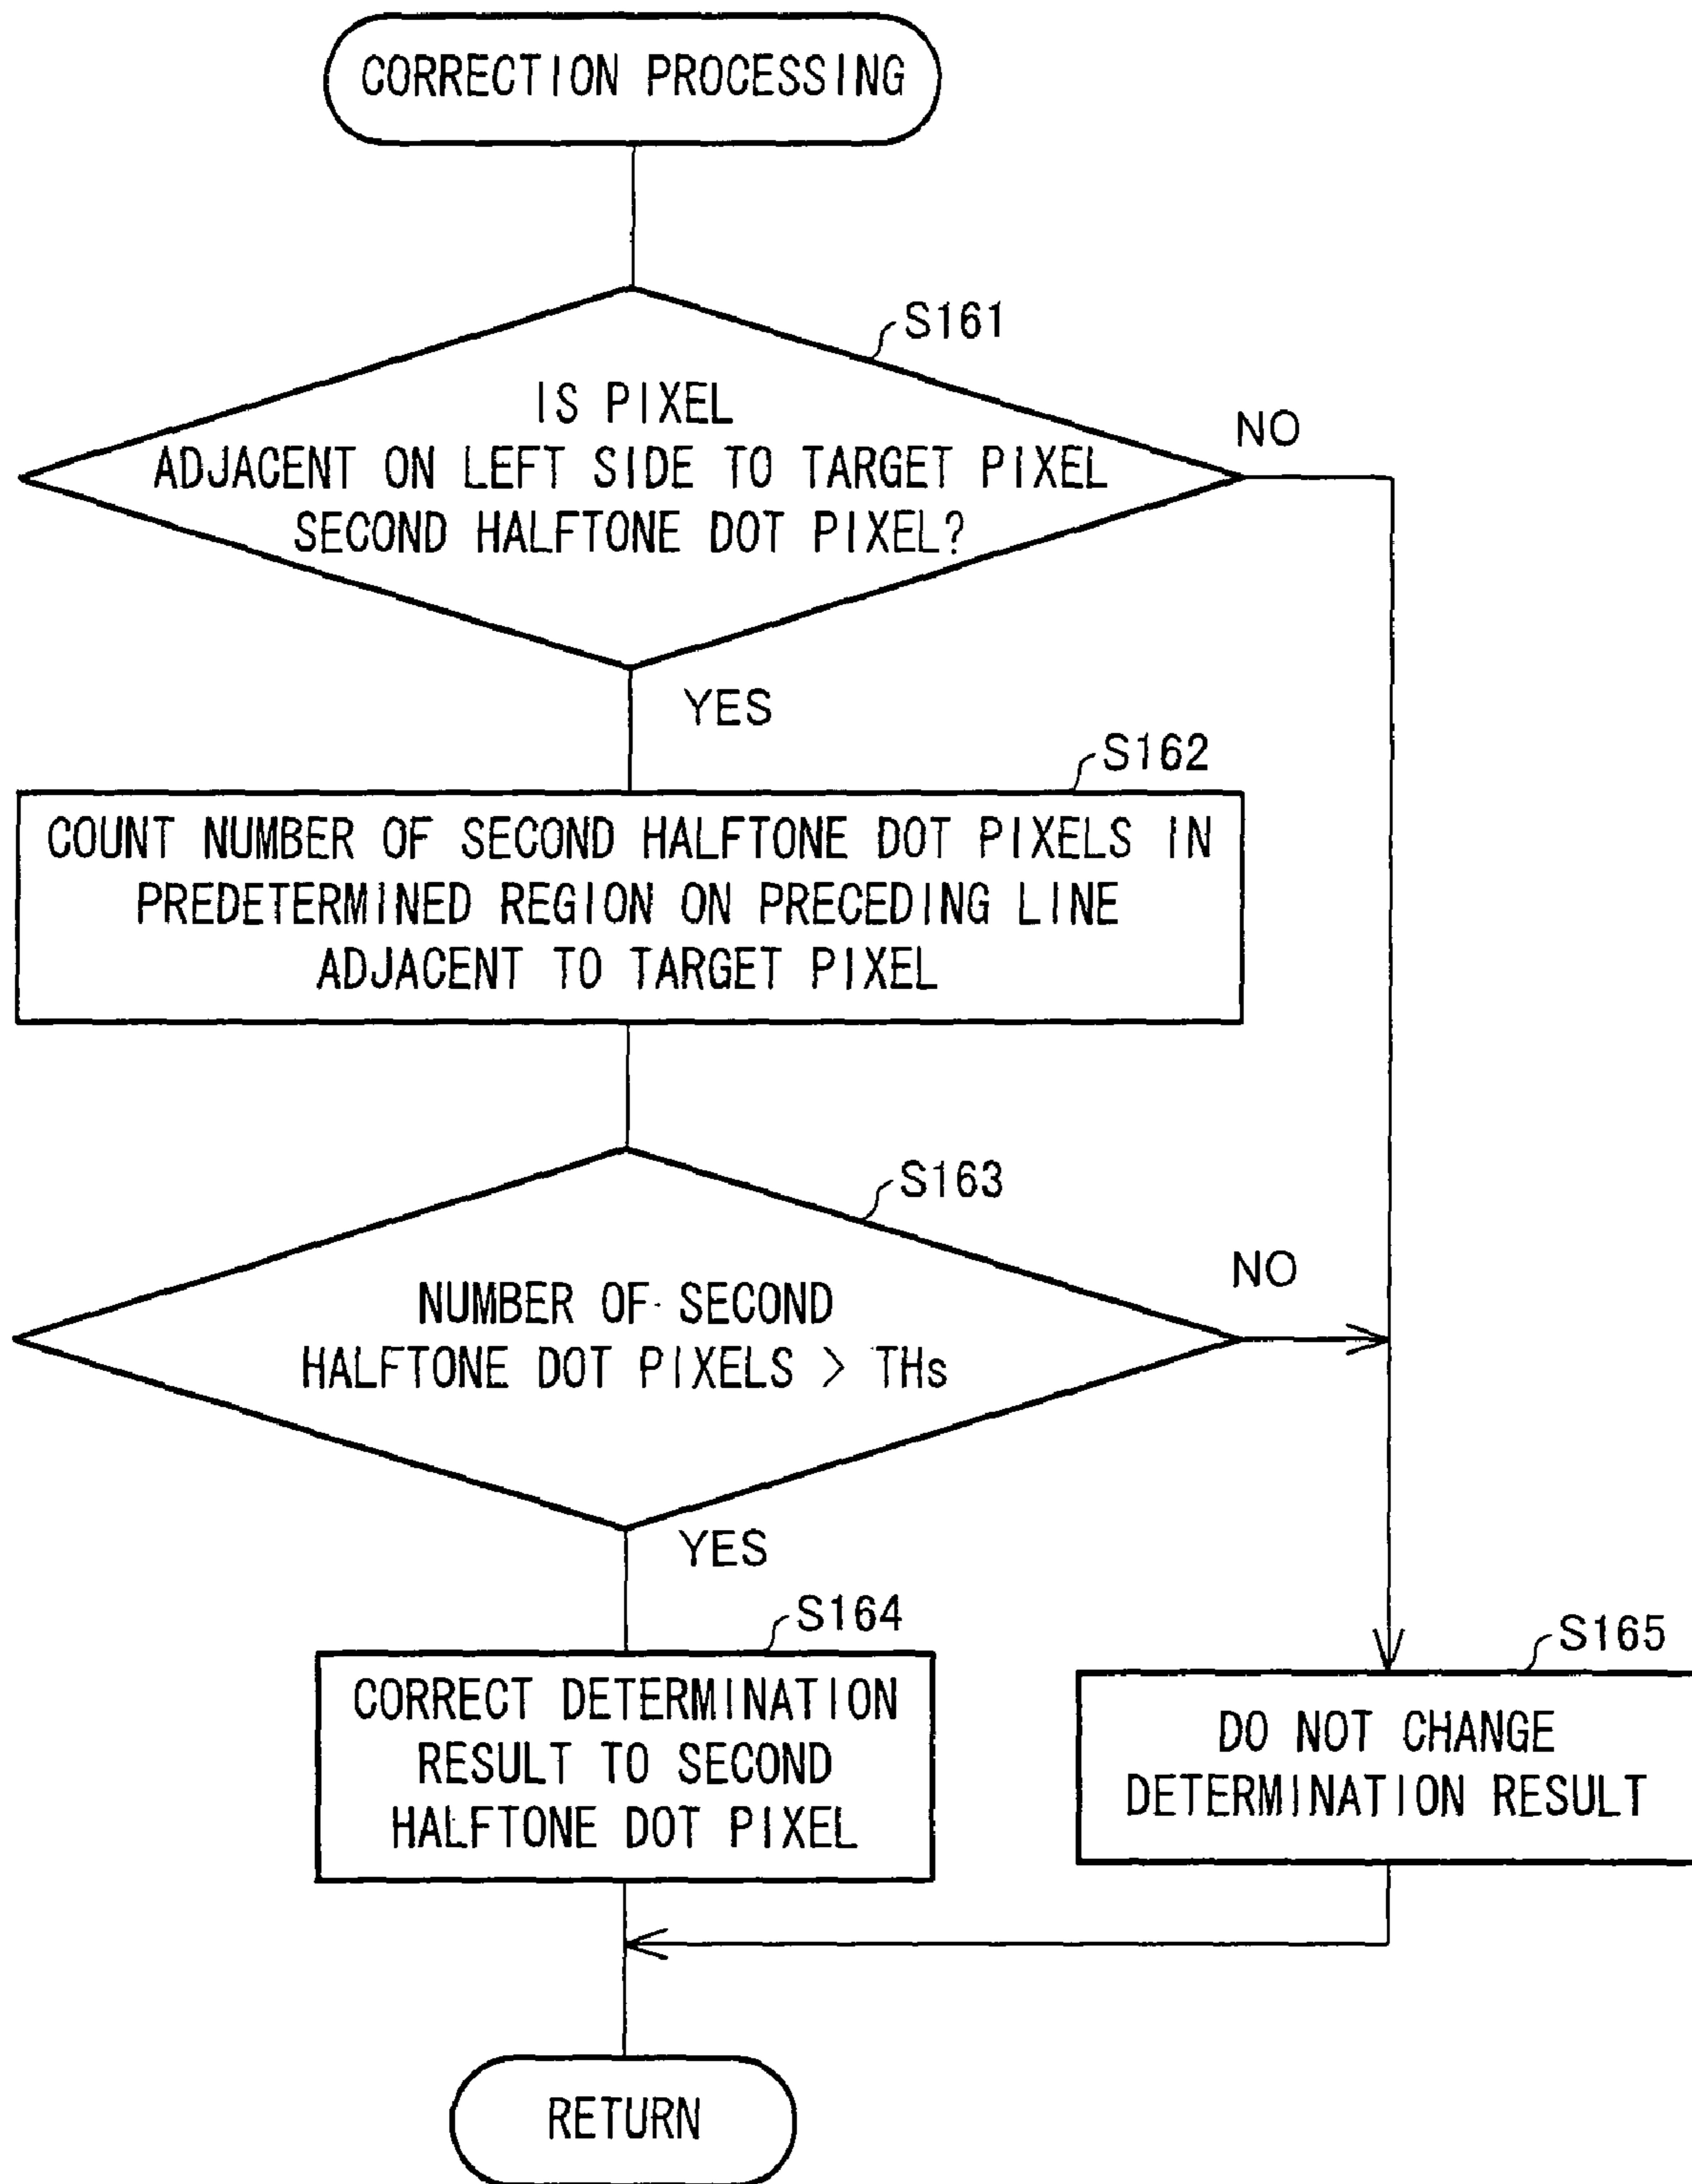 CORRECTION PROCESSING
S161
IS PIXEL
ADJACENT ON LEFT SIDE TO TARGET PIXEL
SECOND HALFTONE DOT PIXEL?
NO
YES
S162
COUNT NUMBER OF SECOND HALFTONE DOT PIXELS IN
PREDETERMINED REGION ON PRECEDING LINE
ADJACENT TO TARGET PIXEL
S163
NUMBER OF SECOND
HALFTONE DOT PIXELS > THs
NO
YES
S164
CORRECT DETERMINATION
RESULT TO SECOND
HALFTONE DOT PIXEL
S165
DO NOT CHANGE
DETERMINATION RESULT
RETURN